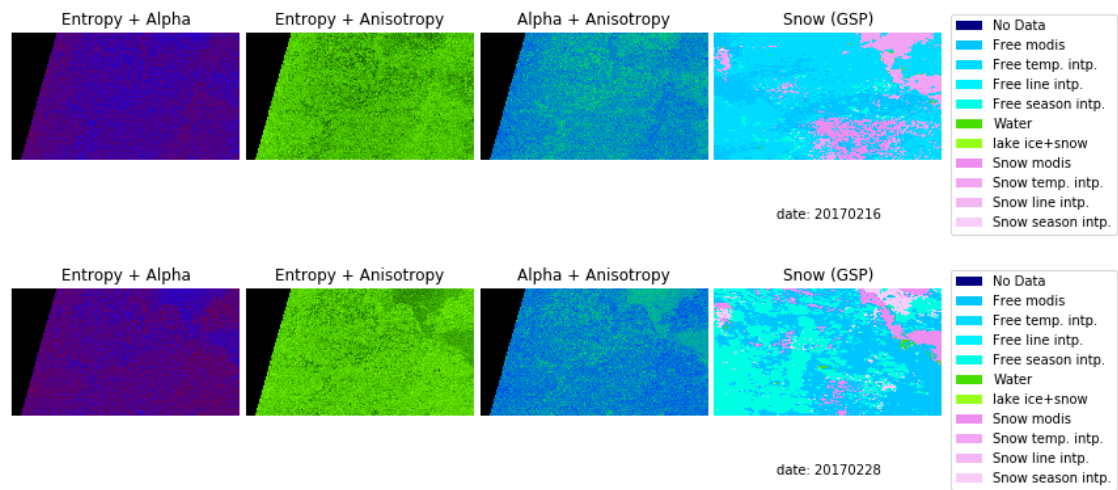 Entropy + Alpha
Entropy + Anisotropy
Alpha + Anisotropy
Snow (GSP)
No Data
Free modis
Free temp. intp.
Free line intp.
Free season intp.
Water
lake ice+snow
Snow modis
Snow temp. intp.
Snow line intp.
Snow season intp.
date: 20170216
Entropy + Alpha
Entropy + Anisotropy
Alpha + Anisotropy
Snow (GSP)
No Data
Free modis
Free temp. intp.
Free line intp.
Free season intp.
Water
lake ice+snow
Snow modis
Snow temp. intp.
Snow line intp.
Snow season intp.
date: 20170228